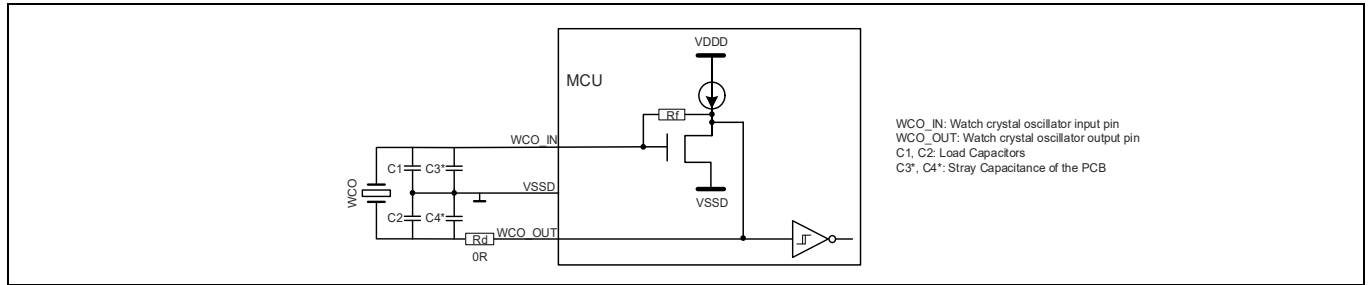 VDDD
MCU
Rf
WCO_IN
C1
C3*
VSSD
VSSD
WCO
C2
C4*
WCO_OUT
Rd
0R
WCO_IN: Watch crystal oscillator input pin
WCO_OUT: Watch crystal oscillator output pin
C1, C2: Load Capacitors
C3*, C4*: Stray Capacitance of the PCB